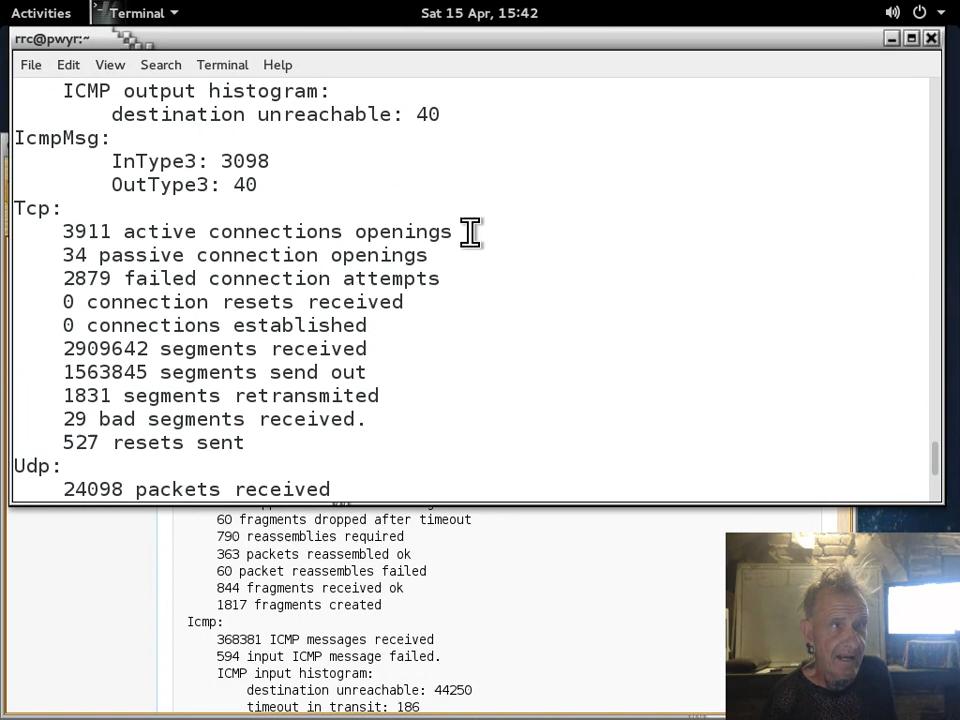 Activities
Terminal
Sat 15 Apr, 15:42
rrc@pwyr:~
File Edit View Search Terminal Help
ICMP output histogram:
destination unreachable: 40
IcmpMsg:
InType3: 3098
OutType3: 40
Tcp:
3911 active connections openings
34 passive connection openings
2879 failed connection attempts
0 connection resets received
0 connections established
2909642 segments received
1563845 segments send out
1831 segments retransmited
29 bad segments received.
527 resets sent
Udp:
24098 packets received
60 fragments dropped after timeout
790 reassemblies required
363 packets reassembled ok
60 packet reassembles failed
844 fragments received ok
1817 fragments created
Icmp:
368381 ICMP messages received
594 input ICMP message failed.
ICMP input histogram:
destination unreachable: 44250
timeout in transit: 186